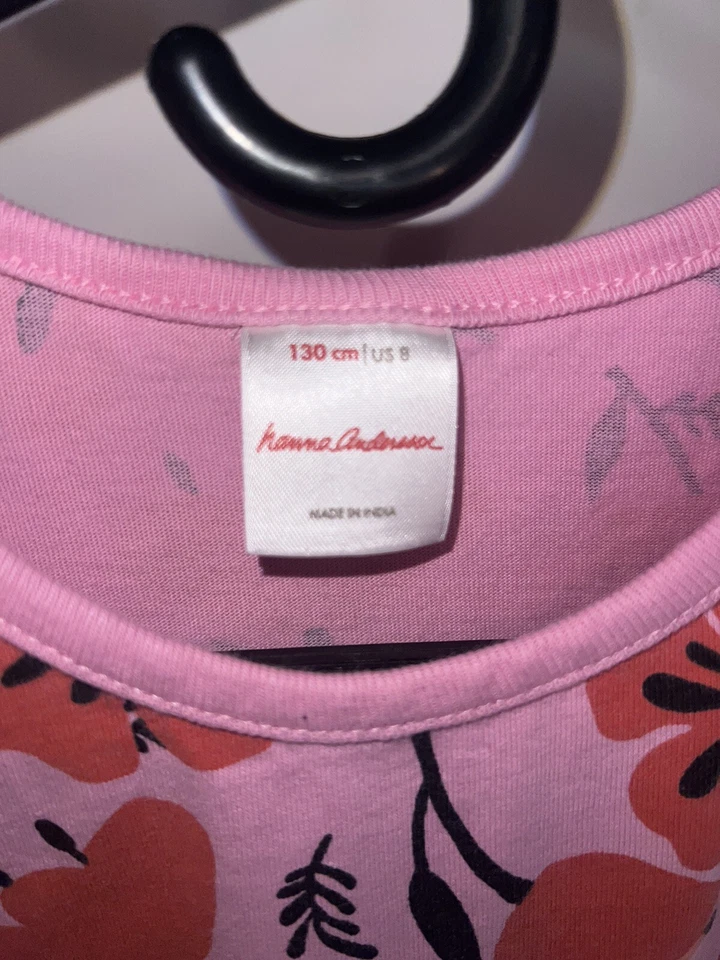 130 cm | US 8
hanna Andersson
MADE IN INDIA